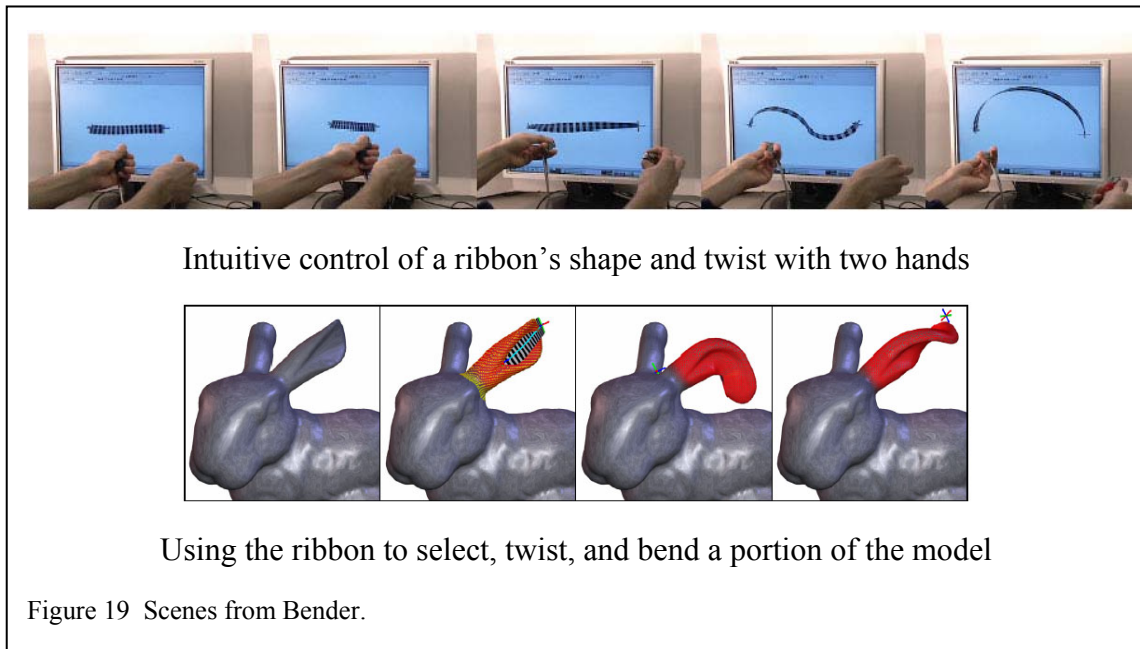 Intuitive control of a ribbon’s shape and twist with two hands
Using the ribbon to select, twist, and bend a portion of the model
Figure 19  Scenes from Bender.